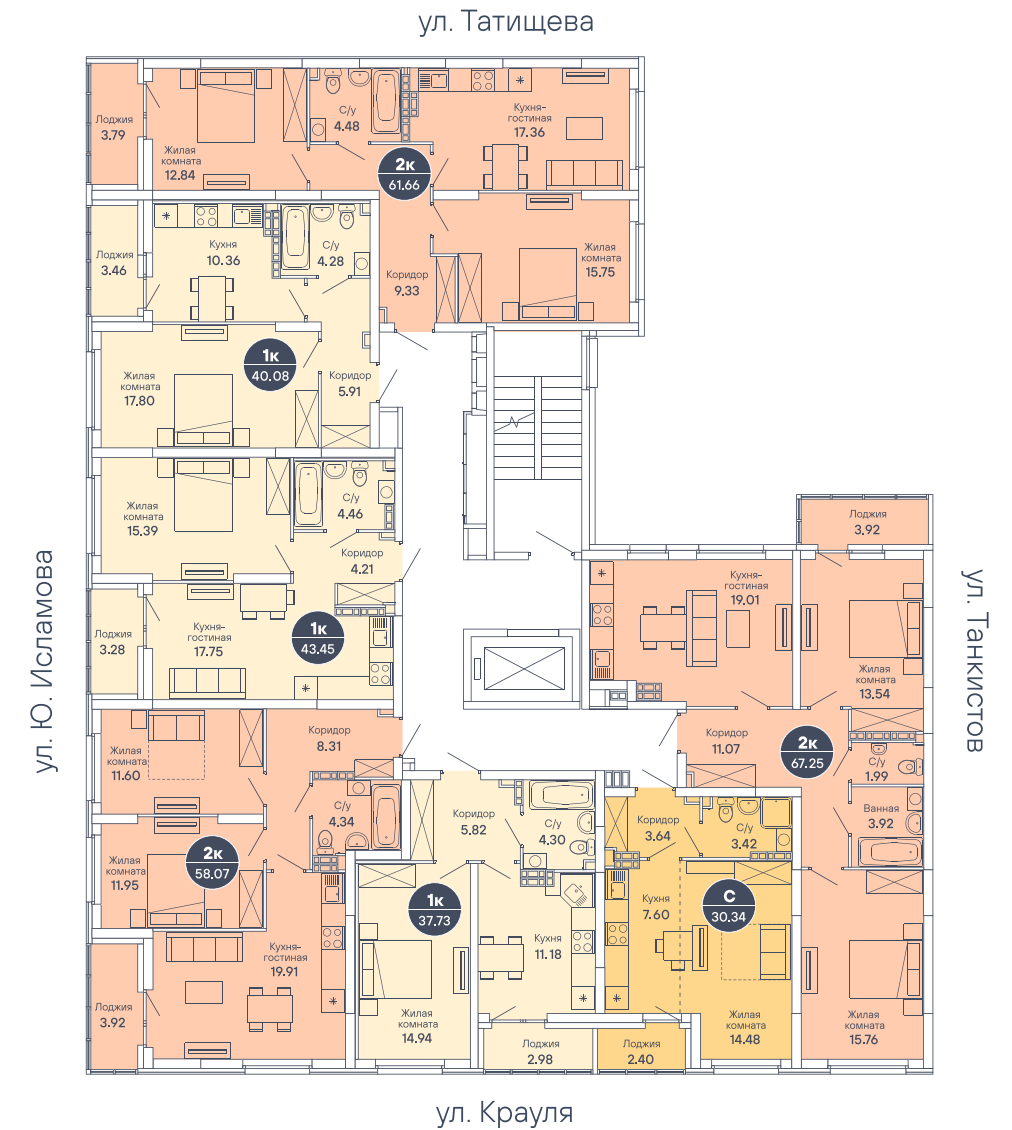 ул. Татищева
Лоджия
3.79
Жилая
комната
12.84
С/у
4.48
Кухня-
гостиная
17.36
2к
61.66
Лоджия
3.46
Кухня
10.36
С/у
4.28
Коридор
9.33
Жилая
комната
15.75
1к
40.08
Жилая
комната
17.80
Коридор
5.91
Жилая
комната
15.39
С/у
4.46
Коридор
4.21
Лоджия
3.28
Кухня-
гостиная
17.75
1к
43.45
ул. Ю. Исламова
Лоджия
3.92
Кухня-
гостиная
19.01
Жилая
комната
13.54
ул. Танкистов
Жилая
комната
11.60
Коридор
8.31
Коридор
11.07
2к
67.25
С/у
1.99
С/у
4.34
Коридор
5.82
С/у
4.30
Коридор
3.64
С/у
3.42
Ванная
3.92
Жилая
комната
11.95
2к
58.07
1к
37.73
Кухня
7.60
С
30.34
Кухня-
гостиная
19.91
Кухня
11.18
Лоджия
3.92
Жилая
комната
14.94
Жилая
комната
14.48
Жилая
комната
15.76
Лоджия
2.98
Лоджия
2.40
ул. Крауля